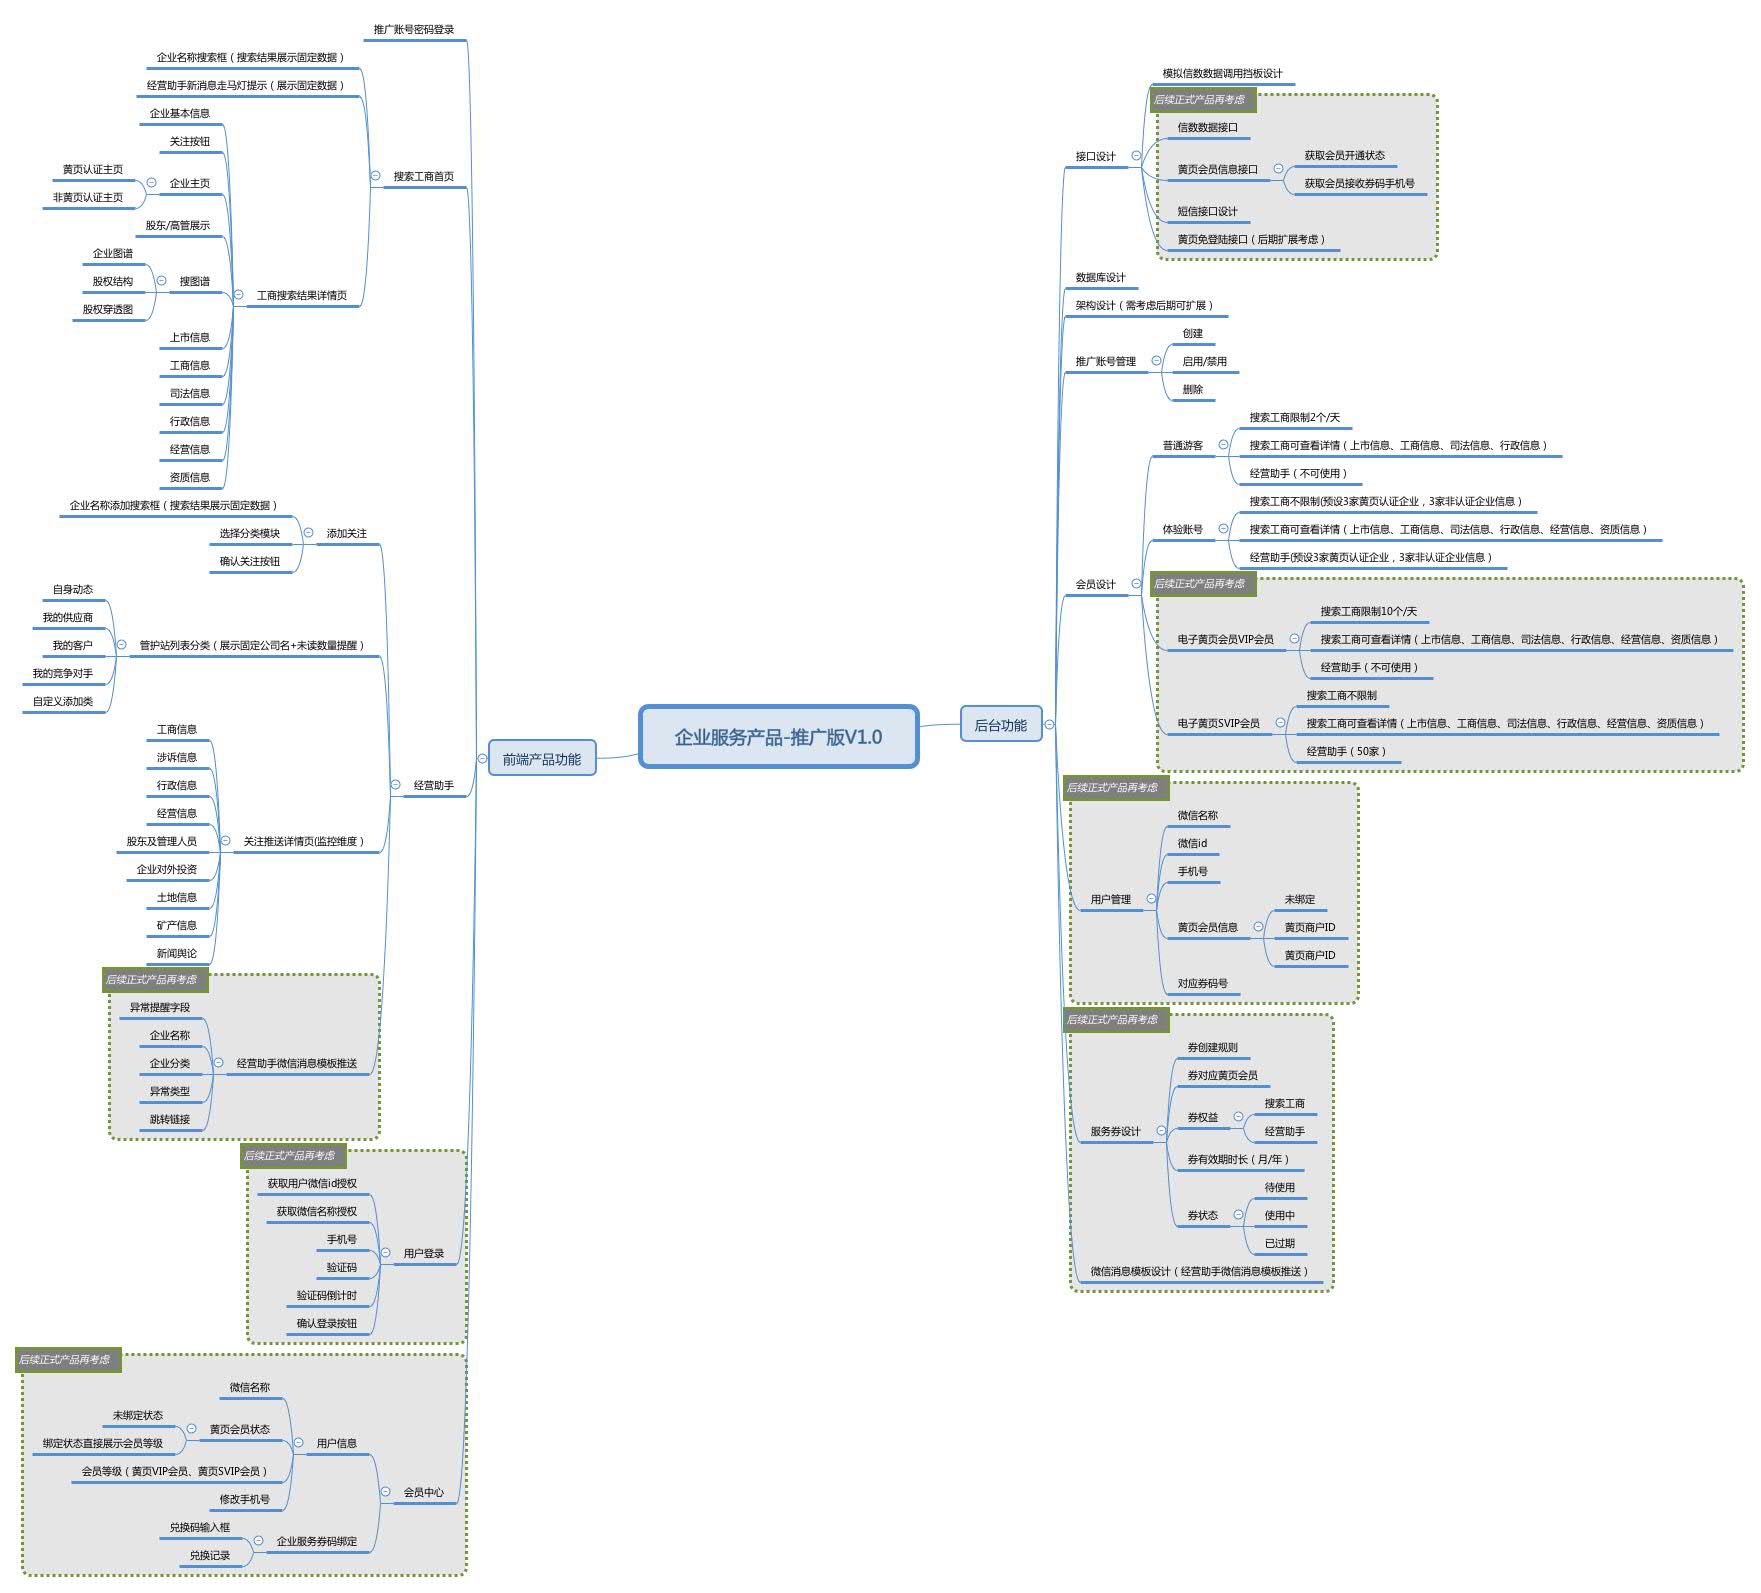 企业服务产品-推广版V1.0
前端产品功能
推广账号密码登录
搜索工商首页
企业名称搜索框（搜索结果展示固定数据）
经营助手新消息走马灯提示（展示固定数据）
工商搜索结果详情页
企业基本信息
关注按钮
企业主页
黄页认证主页
非黄页认证主页
股东/高管展示
搜图谱
企业图谱
股权结构
股权穿透图
上市信息
工商信息
司法信息
行政信息
经营信息
资质信息
经营助手
添加关注
企业名称添加搜索框（搜索结果展示固定数据）
选择分类模块
确认关注按钮
管护站列表分类（展示固定公司名+未读数量提醒）
自身动态
我的供应商
我的客户
我的竞争对手
自定义添加类
关注推送详情页(监控维度）
工商信息
涉诉信息
行政信息
经营信息
股东及管理人员
企业对外投资
土地信息
矿产信息
新闻舆论
后续正式产品再考虑
经营助手微信消息模板推送
异常提醒字段
企业名称
企业分类
异常类型
跳转链接
后续正式产品再考虑
用户登录
获取用户微信id授权
获取微信名称授权
手机号
验证码
验证码倒计时
确认登录按钮
后续正式产品再考虑
会员中心
用户信息
微信名称
黄页会员状态
未绑定状态
绑定状态直接展示会员等级
会员等级（黄页VIP会员、黄页SVIP会员）
修改手机号
企业服务券码绑定
兑换码输入框
兑换记录
后台功能
接口设计
模拟信数数据调用挡板设计
后续正式产品再考虑
信数数据接口
黄页会员信息接口
获取会员开通状态
获取会员接收券码手机号
短信接口设计
黄页免登陆接口（后期扩展考虑）
数据库设计
架构设计（需考虑后期可扩展）
推广账号管理
创建
启用/禁用
删除
会员设计
普通游客
搜索工商限制2个/天
搜索工商可查看详情（上市信息、工商信息、司法信息、行政信息）
经营助手（不可使用）
体验账号
搜索工商不限制(预设3家黄页认证企业，3家非认证企业信息）
搜索工商可查看详情（上市信息、工商信息、司法信息、行政信息、经营信息、资质信息）
经营助手(预设3家黄页认证企业，3家非认证企业信息）
后续正式产品再考虑
电子黄页会员VIP会员
搜索工商限制10个/天
搜索工商可查看详情（上市信息、工商信息、司法信息、行政信息、经营信息、资质信息）
经营助手（不可使用）
电子黄页SVIP会员
搜索工商不限制
搜索工商可查看详情（上市信息、工商信息、司法信息、行政信息、经营信息、资质信息）
经营助手（50家）
后续正式产品再考虑
用户管理
微信名称
微信id
手机号
黄页会员信息
未绑定
黄页商户ID
黄页商户ID
对应券码号
后续正式产品再考虑
服务券设计
券创建规则
券对应黄页会员
券权益
搜索工商
经营助手
券有效期时长（月/年）
券状态
待使用
使用中
已过期
微信消息模板设计（经营助手微信消息模板推送）